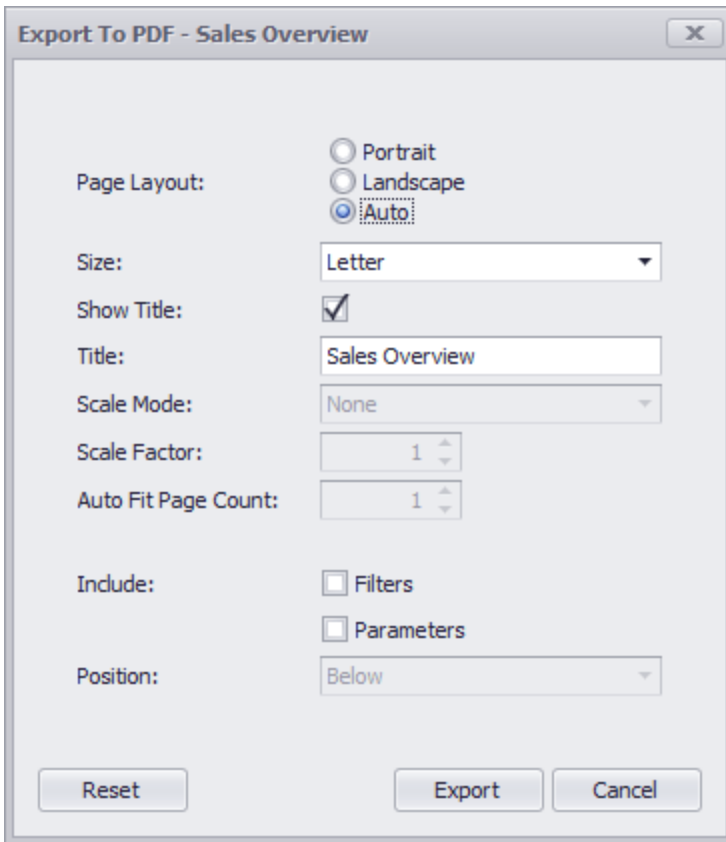 Export To PDF - Sales Overview
Portrait
Page Layout: Landscape
Auto
Size: Letter
Show Title:
Title: Sales Overview
Scale Mode: None
Scale Factor: 1
Auto Fit Page Count: 1
Include: Filters
Parameters
Position: Below
Reset Export Cancel